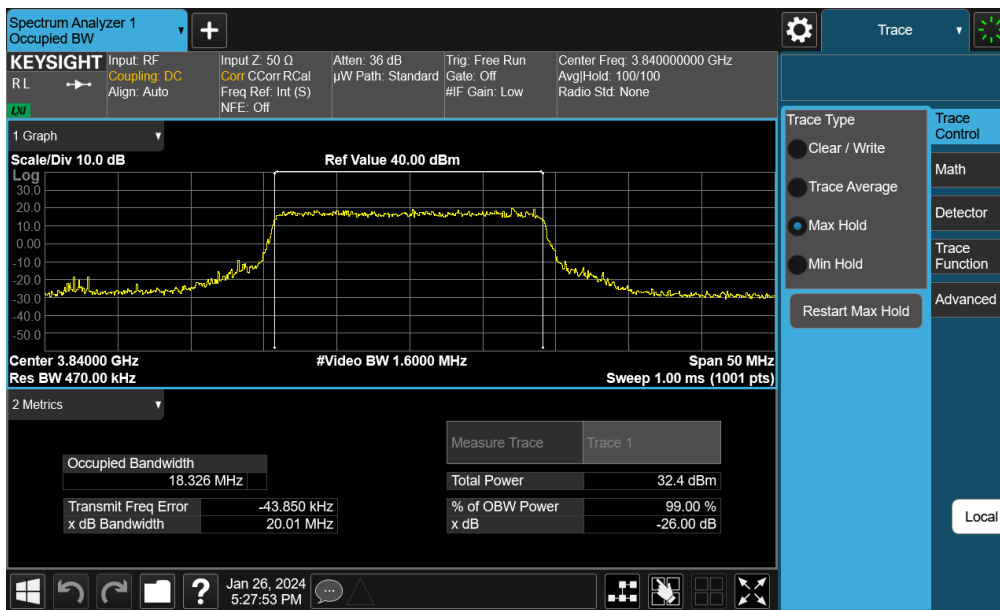 Spectrum Analyzer 1
Occupied BW
+
Trace
KEYSIGHT
R L
LXI
Input: RF
Coupling: DC
Align: Auto
Input Z: 50 Ω
Corr CCorr RCal
Freq Ref: Int (S)
NFE: Off
Atten: 36 dB
µW Path: Standard
Trig: Free Run
Gate: Off
#IF Gain: Low
Center Freq: 3.840000000 GHz
Avg|Hold: 100/100
Radio Std: None
1 Graph
Scale/Div 10.0 dB
Ref Value 40.00 dBm
Log
30.0
20.0
10.0
0.00
-10.0
-20.0
-30.0
-40.0
-50.0
Center 3.84000 GHz
#Video BW 1.6000 MHz
Span 50 MHz
Res BW 470.00 kHz
Sweep 1.00 ms (1001 pts)
2 Metrics
Measure Trace
Trace 1
Occupied Bandwidth
18.326 MHz
Total Power
32.4 dBm
Transmit Freq Error
-43.850 kHz
% of OBW Power
99.00 %
x dB Bandwidth
20.01 MHz
x dB
-26.00 dB
Trace Type
Clear / Write
Trace Average
Max Hold
Min Hold
Restart Max Hold
Trace
Control
Math
Detector
Trace
Function
Advanced
Local
?
Jan 26, 2024
5:27:53 PM